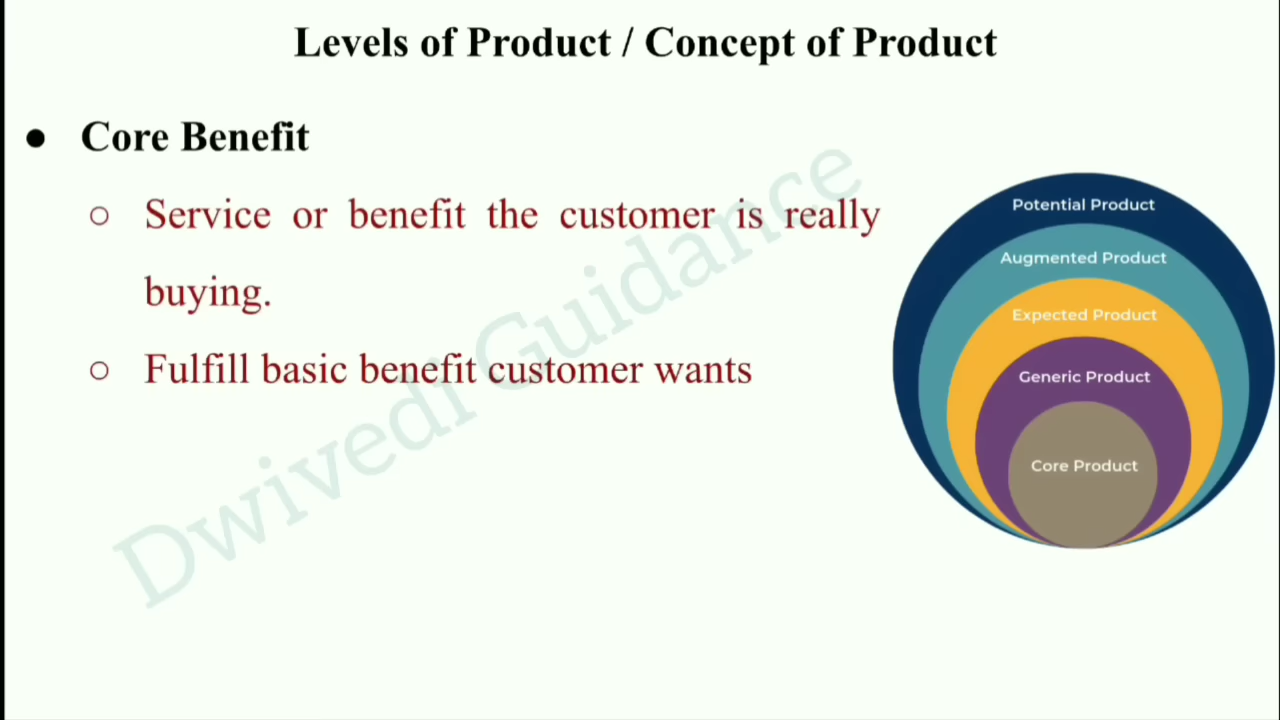 Levels of Product / Concept of Product
● Core Benefit
○ Service or benefit the customer is really
buying.
○ Fulfill basic benefit customer wants
Dwivedi Guidance
Potential Product
Augmented Product
Expected Product
Generic Product
Core Product